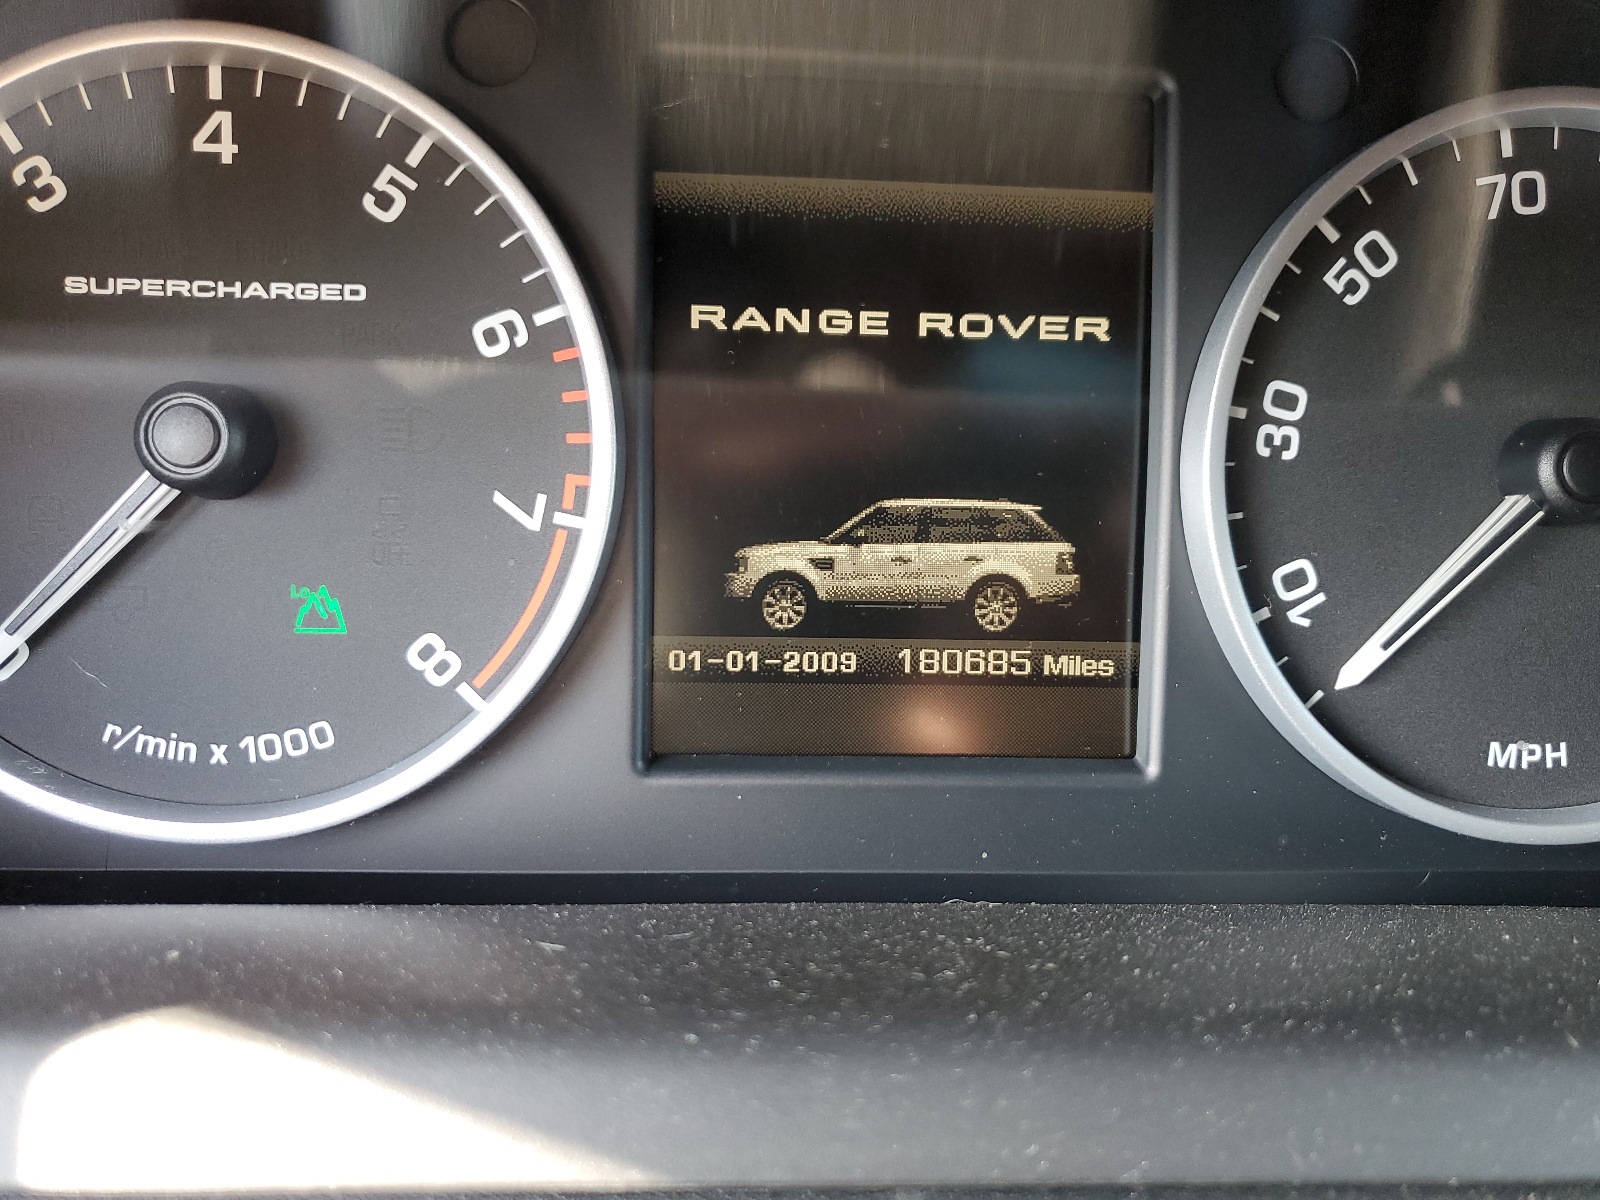 3
4
5
6
7
8
SUPERCHARGED
LO
r/min x 1000
RANGE ROVER
01-01-2009 180685 Miles
70
50
30
10
MPH